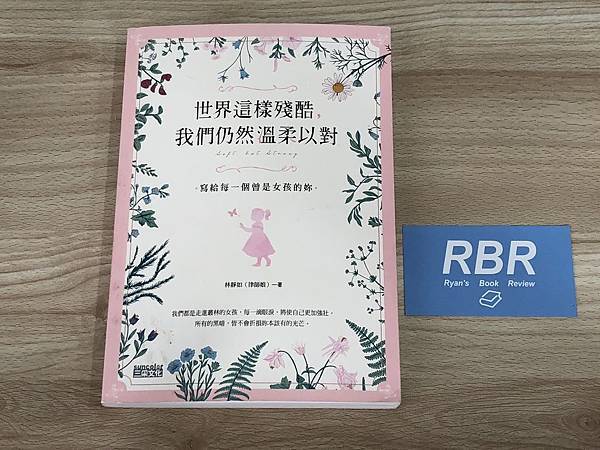 世界這樣殘酷,
我們仍然溫柔以對
Soft, but strong
·寫給每一個曾是女孩的妳·
林靜如(律師娘)—著
我們都是走進叢林的女孩,每一滴眼淚,將使自己更加強壯。
所有的黑暗,皆不會折損妳本該有的光芒。
suncolor
三采文化
RBR
Ryan's Book Review